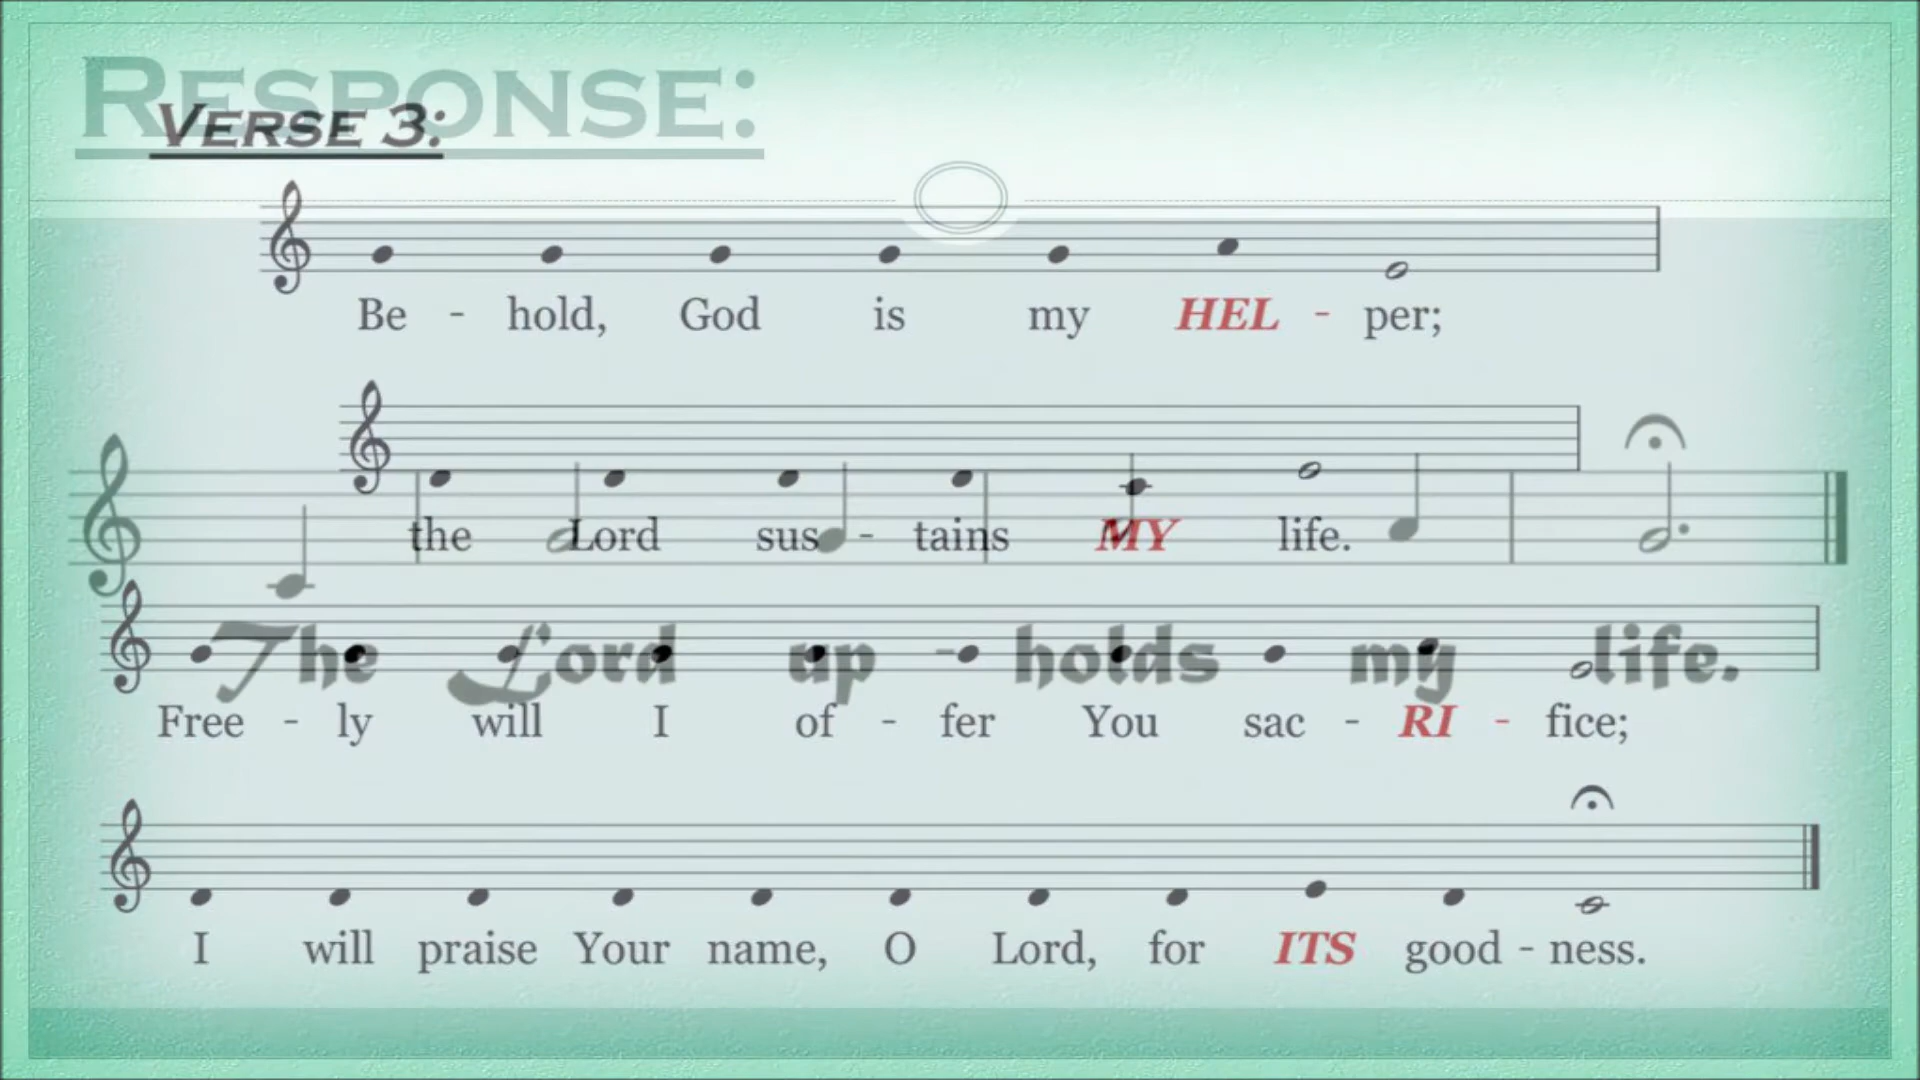 RESPONSE:
VERSE 3:
Be - hold, God is my HEL - per;
the Lord sus - tains MY life.
The Lord up - holds my life.
Free - ly will I of - fer You sac - RI - fice;
I will praise Your name, O Lord, for ITS good - ness.